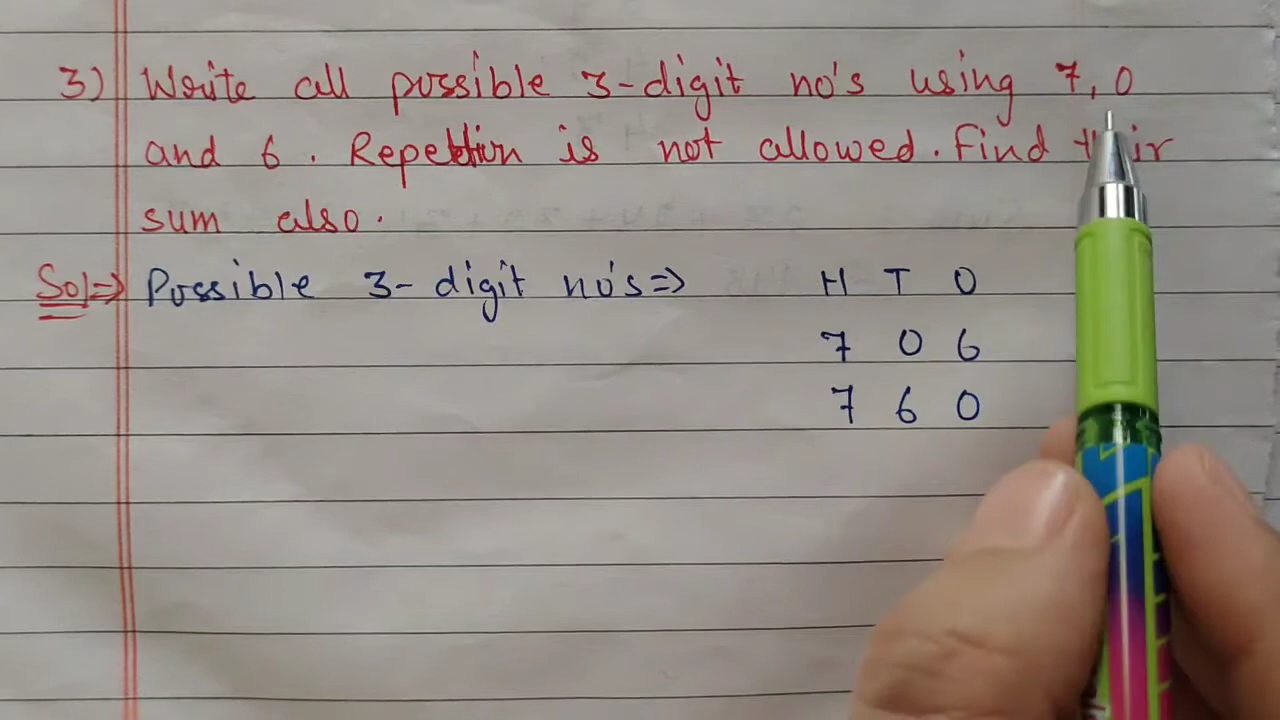 3) Write all possible 3-digit no's using 7, 0
and 6. Repetition is not allowed. Find their
sum also.
Sol⇒ Possible 3-digit no's⇒ H T O
7 0 6
7 6 0